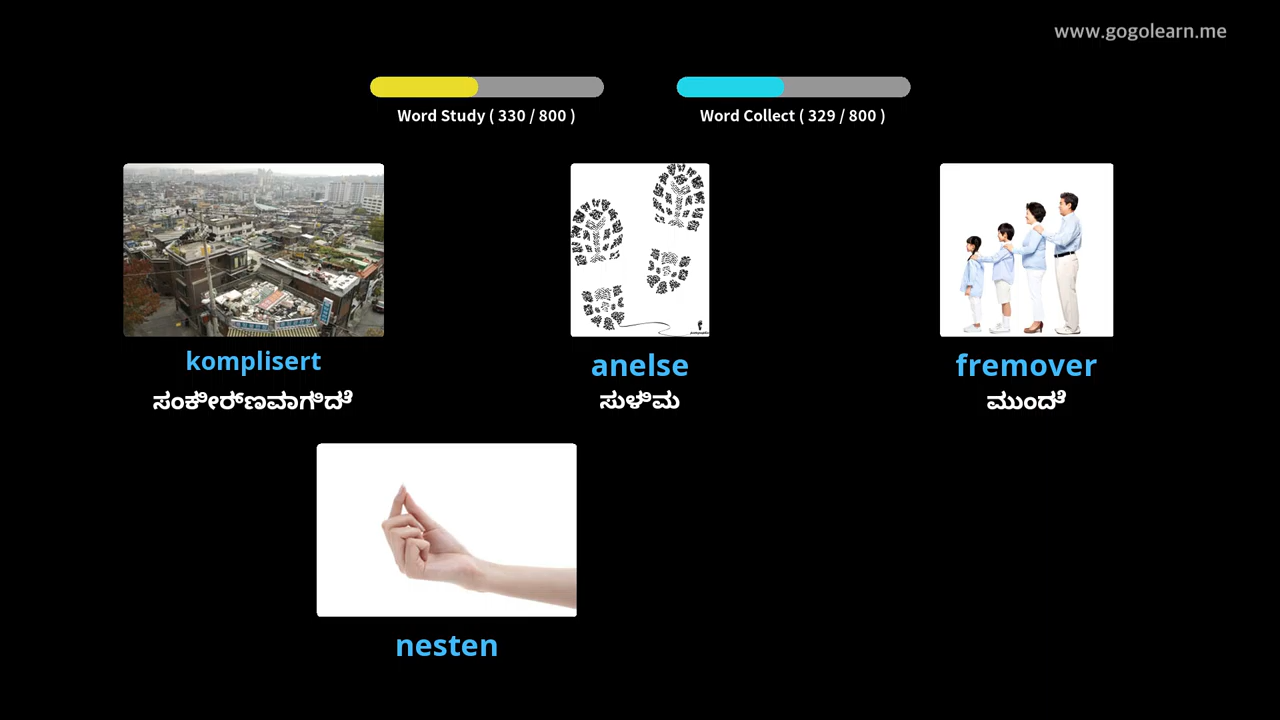 www.gogolearn.me
Word Study ( 330 / 800 )
Word Collect ( 329 / 800 )
komplisert
ಸಂಕೀರ್ಣವಾಗಿದೆ
anelse
ಸುಳಿಮ
fremover
ಮುಂದೆ
nesten